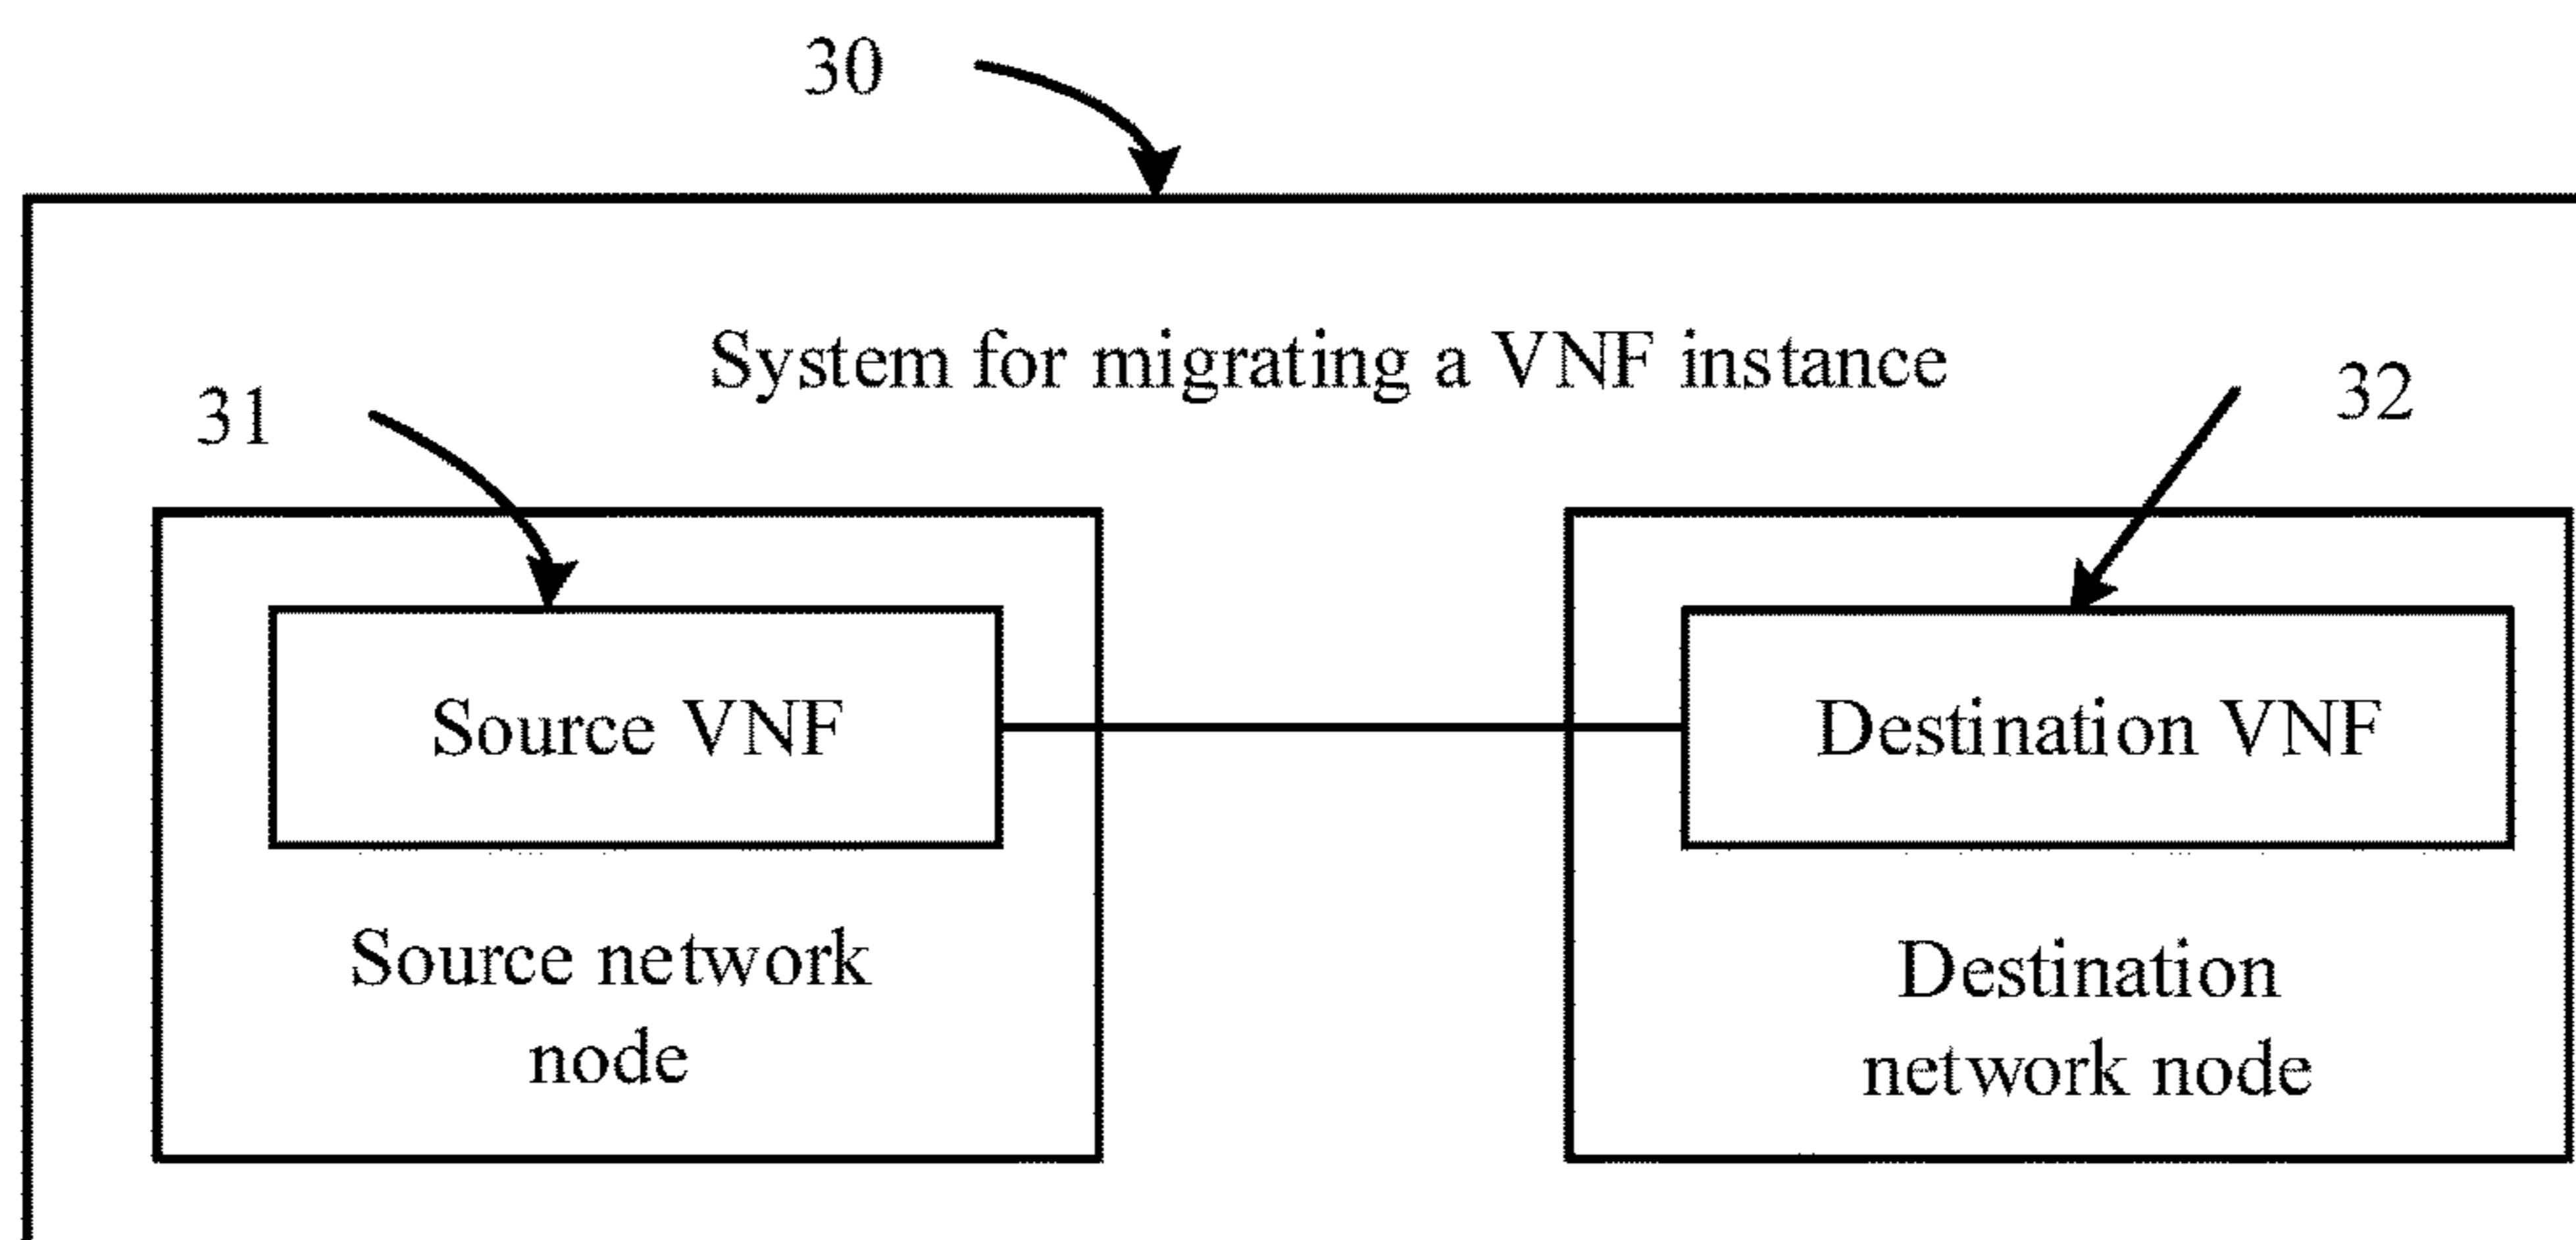 30
System for migrating a VNF instance
31
32
Source VNF
Destination VNF
Source network
node
Destination
network node